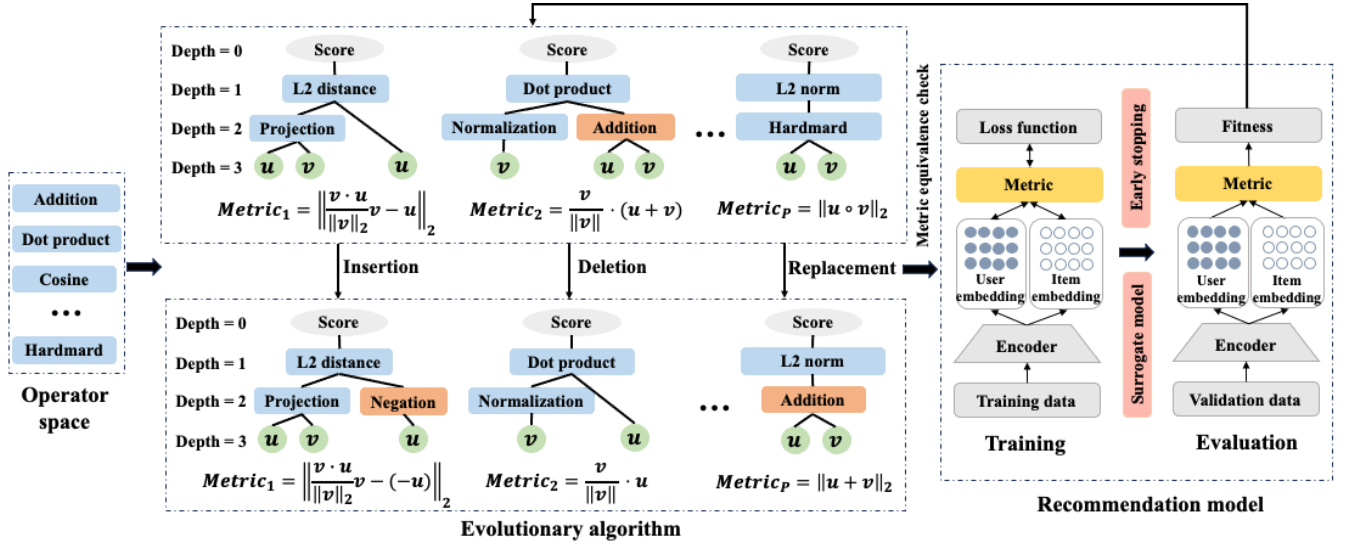 Addition
Dot product
Cosine
...
Hardmard
Operator
space
Depth = 0
Depth = 1
Depth = 2
Depth = 3
Score
L2 distance
Projection
u
v
u
Metric₁ = ‖(v · u)/‖v‖₂ v − u‖₂
Score
Dot product
Normalization
Addition
v
u
v
Metric₂ = v/‖v‖ · (u + v)
...
Score
L2 norm
Hardmard
u
v
Metric_P = ‖u ∘ v‖₂
Insertion
Deletion
Replacement
Depth = 0
Depth = 1
Depth = 2
Depth = 3
Score
L2 distance
Projection
Negation
u
v
u
Metric₁ = ‖(v · u)/‖v‖₂ v − (−u)‖₂
Score
Dot product
Normalization
v
u
Metric₂ = v/‖v‖ · u
...
Score
L2 norm
Addition
u
v
Metric_P = ‖u + v‖₂
Evolutionary algorithm
Metric equivalence check
Loss function
Metric
User
embedding
Item
embedding
Encoder
Training data
Training
Early stopping
Surrogate model
Fitness
Metric
User
embedding
Item
embedding
Encoder
Validation data
Evaluation
Recommendation model